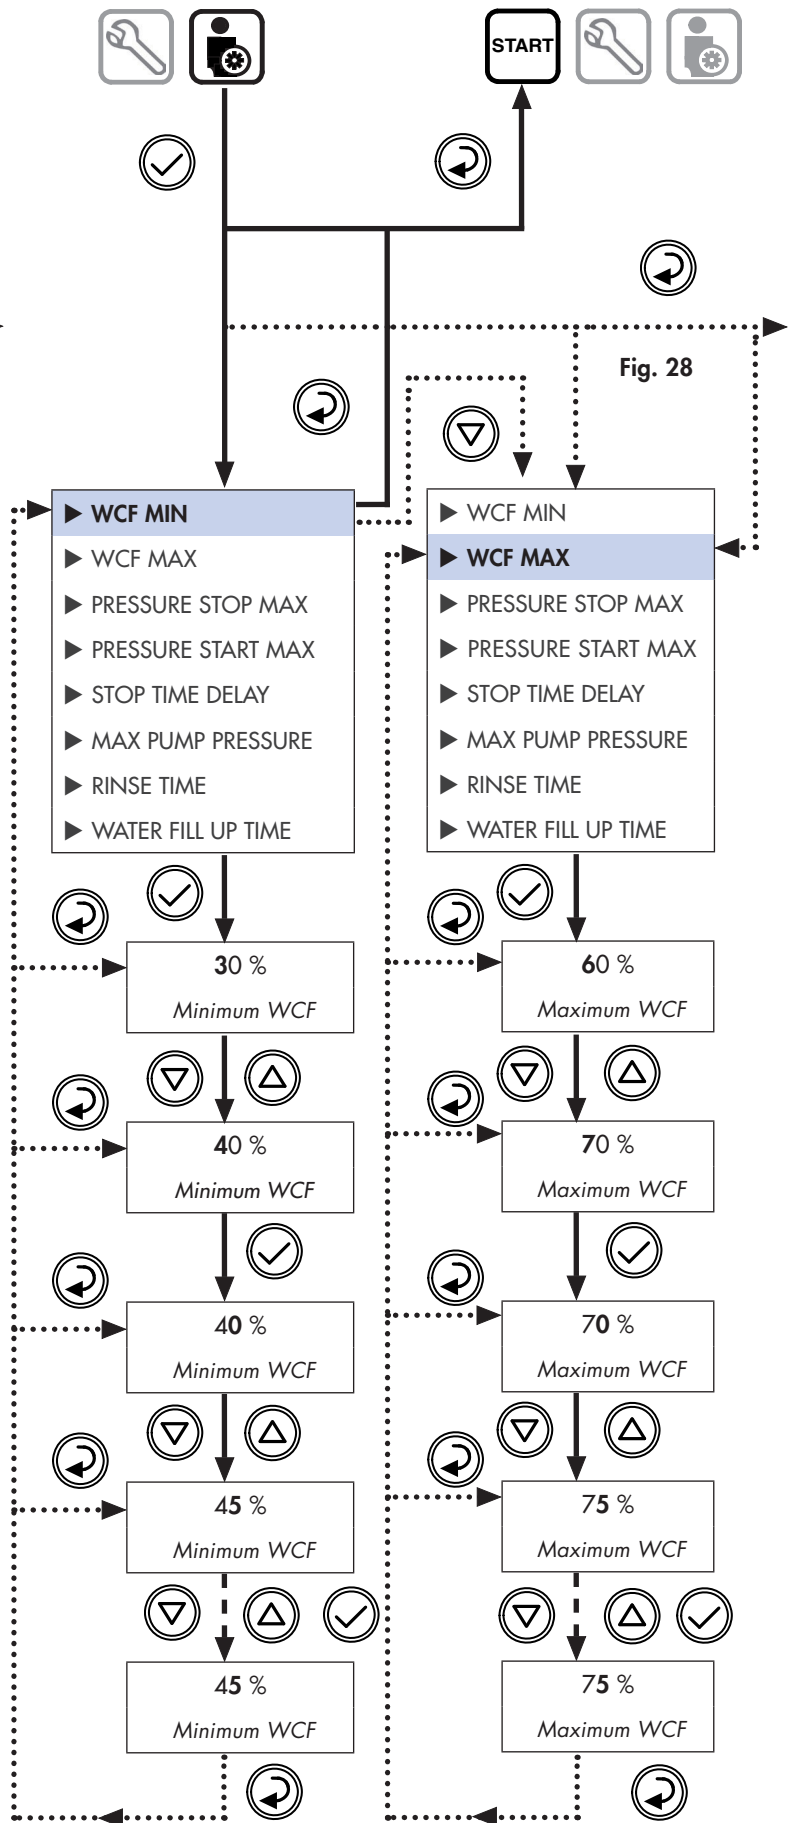 START
Fig. 28
▶ WCF MIN
▶ WCF MAX
▶ PRESSURE STOP MAX
▶ PRESSURE START MAX
▶ STOP TIME DELAY
▶ MAX PUMP PRESSURE
▶ RINSE TIME
▶ WATER FILL UP TIME
30 %
Minimum WCF
40 %
Minimum WCF
40 %
Minimum WCF
45 %
Minimum WCF
45 %
Minimum WCF
▶ WCF MIN
▶ WCF MAX
▶ PRESSURE STOP MAX
▶ PRESSURE START MAX
▶ STOP TIME DELAY
▶ MAX PUMP PRESSURE
▶ RINSE TIME
▶ WATER FILL UP TIME
60 %
Maximum WCF
70 %
Maximum WCF
70 %
Maximum WCF
75 %
Maximum WCF
75 %
Maximum WCF